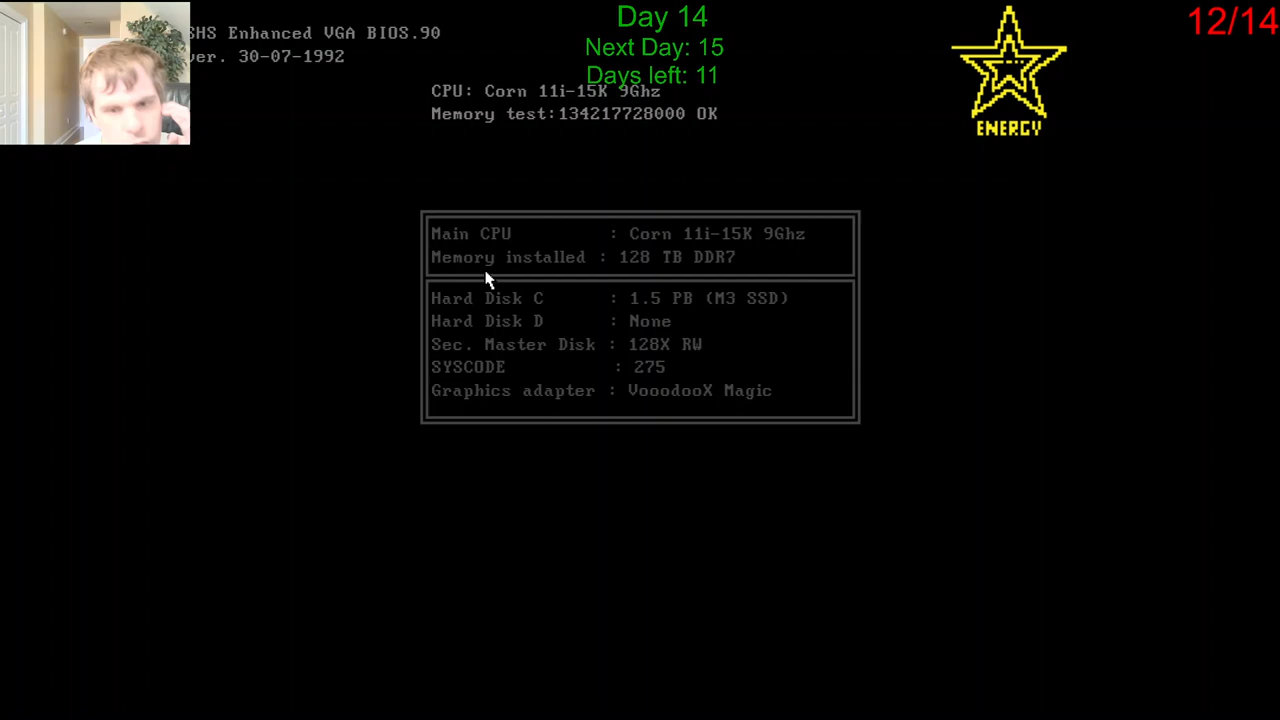 SHS Enhanced VGA BIOS.90
ver. 30-07-1992
Day 14
Next Day: 15
Days left: 11
12/14
ENERGY
CPU: Corn 11i-15K 9Ghz
Memory test:134217728000 OK
Main CPU : Corn 11i-15K 9Ghz
Memory installed : 128 TB DDR7
Hard Disk C : 1.5 PB (M3 SSD)
Hard Disk D : None
Sec. Master Disk : 128X RW
SYSCODE : 275
Graphics adapter : VooodooX Magic